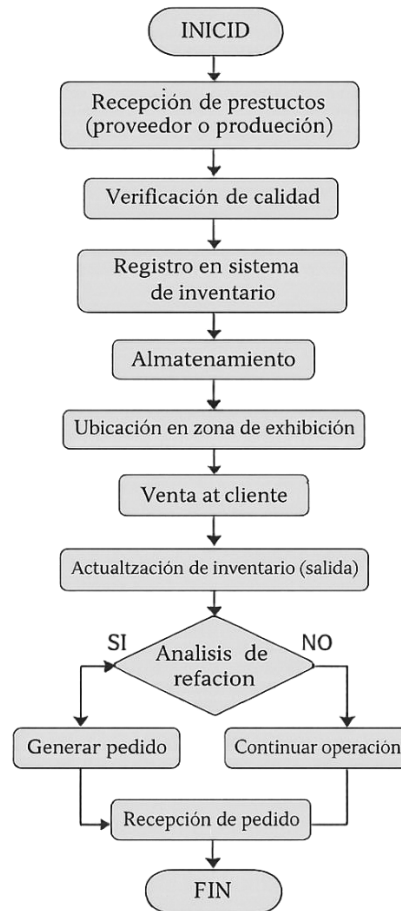 INICID
Recepción de prestuctos
(proveedor o produeción)
Verificación de calidad
Registro en sistema
de inventario
Almatenamiento
Ubicación en zona de exhibición
Venta at cliente
Actualtzación de inventario (salida)
SI
NO
Analisis de
refacion
Generar pedido
Continuar operación
Recepción de pedido
FIN